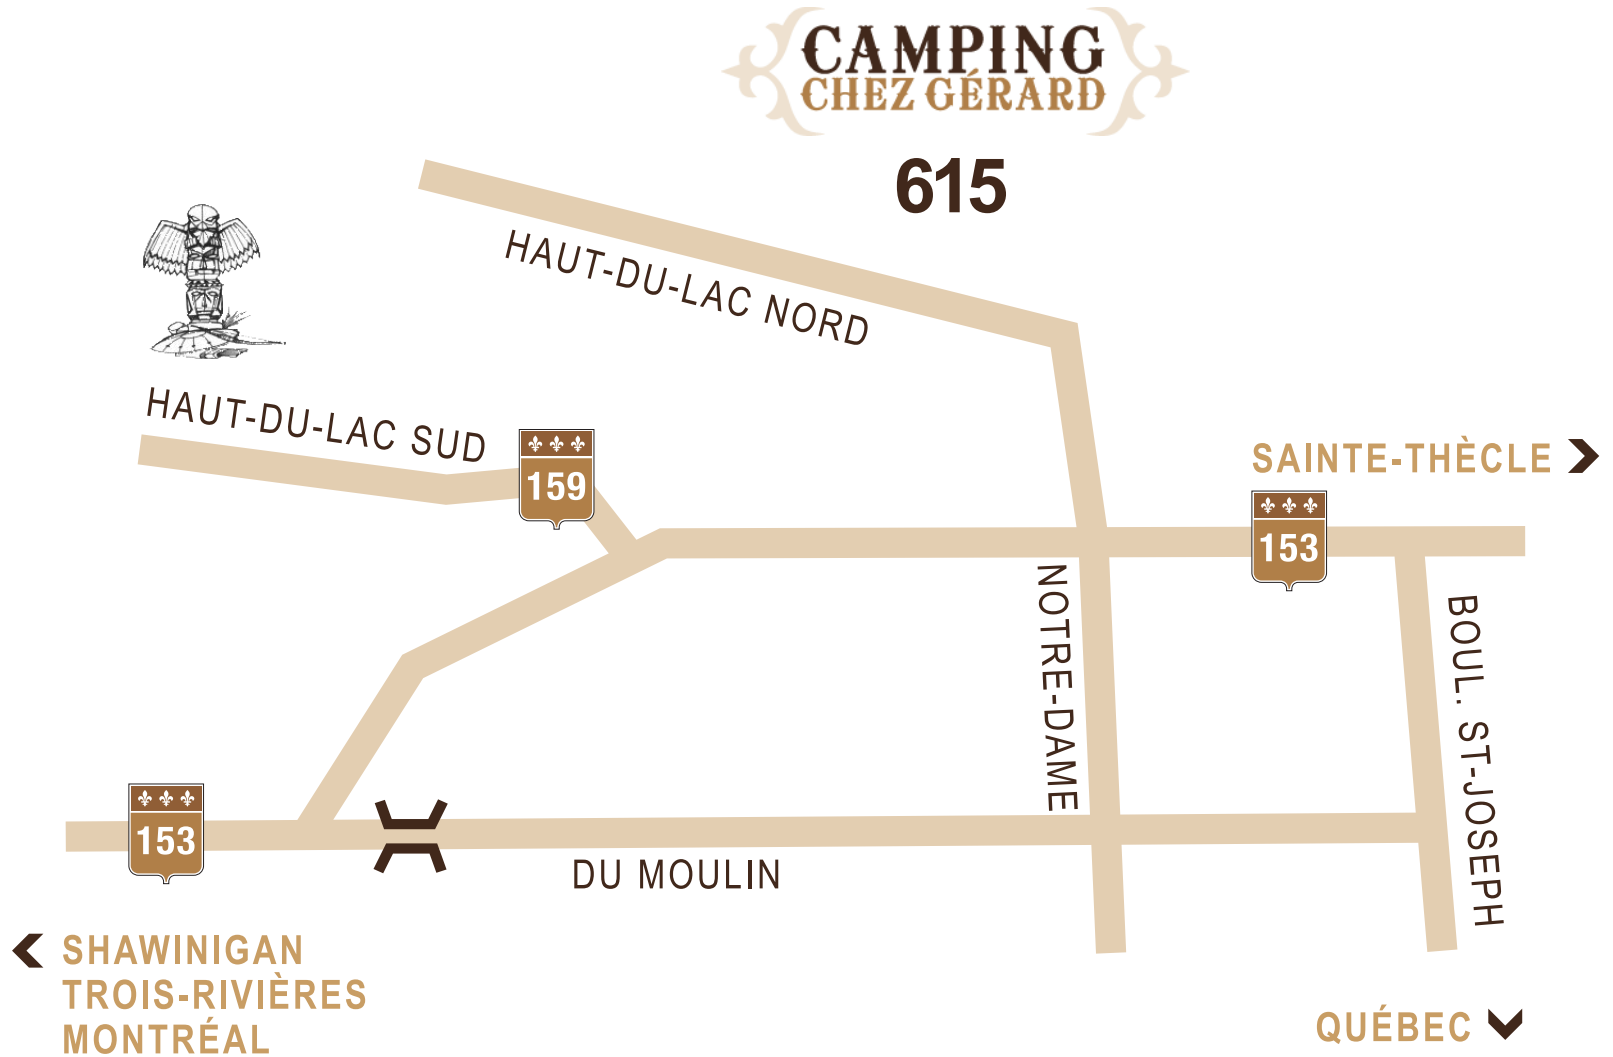 CAMPING
CHEZ GÉRARD
615
HAUT-DU-LAC NORD
HAUT-DU-LAC SUD
159
SAINTE-THÈCLE
153
NOTRE-DAME
BOUL. ST-JOSEPH
153
DU MOULIN
SHAWINIGAN
TROIS-RIVIÈRES
MONTRÉAL
QUÉBEC